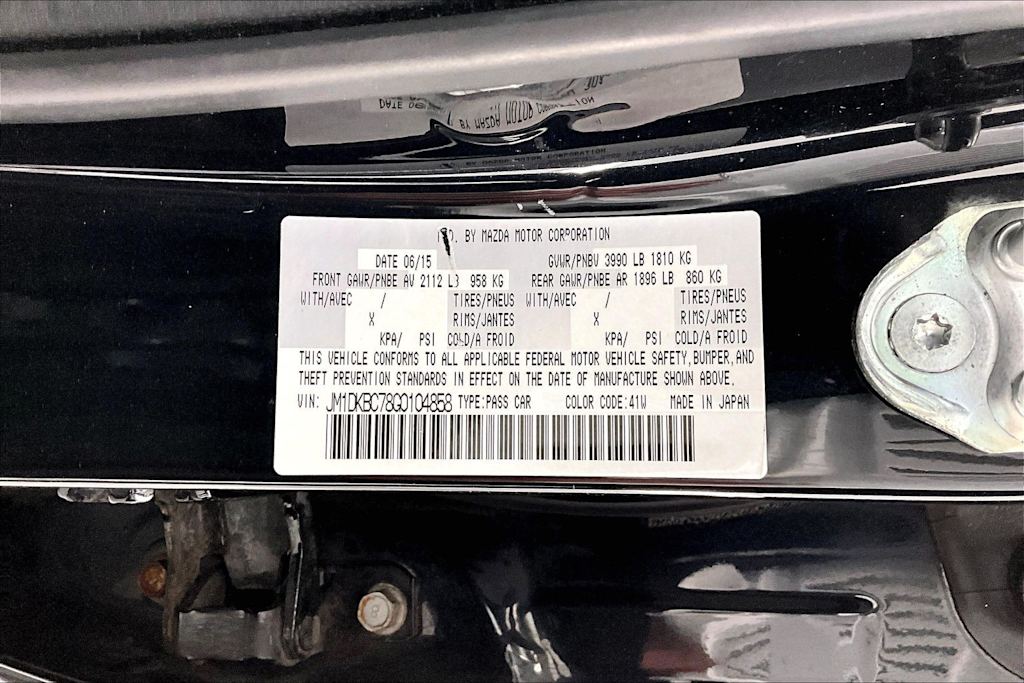 BY MAZDA MOTOR CORPORATION
DATE 06/15 GVWR/PNBV 3990 LB 1810 KG
FRONT GAWR/PNBE AV 2112 LB 958 KG REAR GAWR/PNBE AR 1896 LB 860 KG
WITH/AVEC / TIRES/PNEUS WITH/AVEC / TIRES/PNEUS
X RIMS/JANTES X RIMS/JANTES
KPA/ PSI COLD/A FROID KPA/ PSI COLD/A FROID
THIS VEHICLE CONFORMS TO ALL APPLICABLE FEDERAL MOTOR VEHICLE SAFETY,BUMPER,AND
THEFT PREVENTION STANDARDS IN EFFECT ON THE DATE OF MANUFACTURE SHOWN ABOVE.
VIN: JM1DKBC78G0104858 TYPE:PASS CAR COLOR CODE:41W MADE IN JAPAN